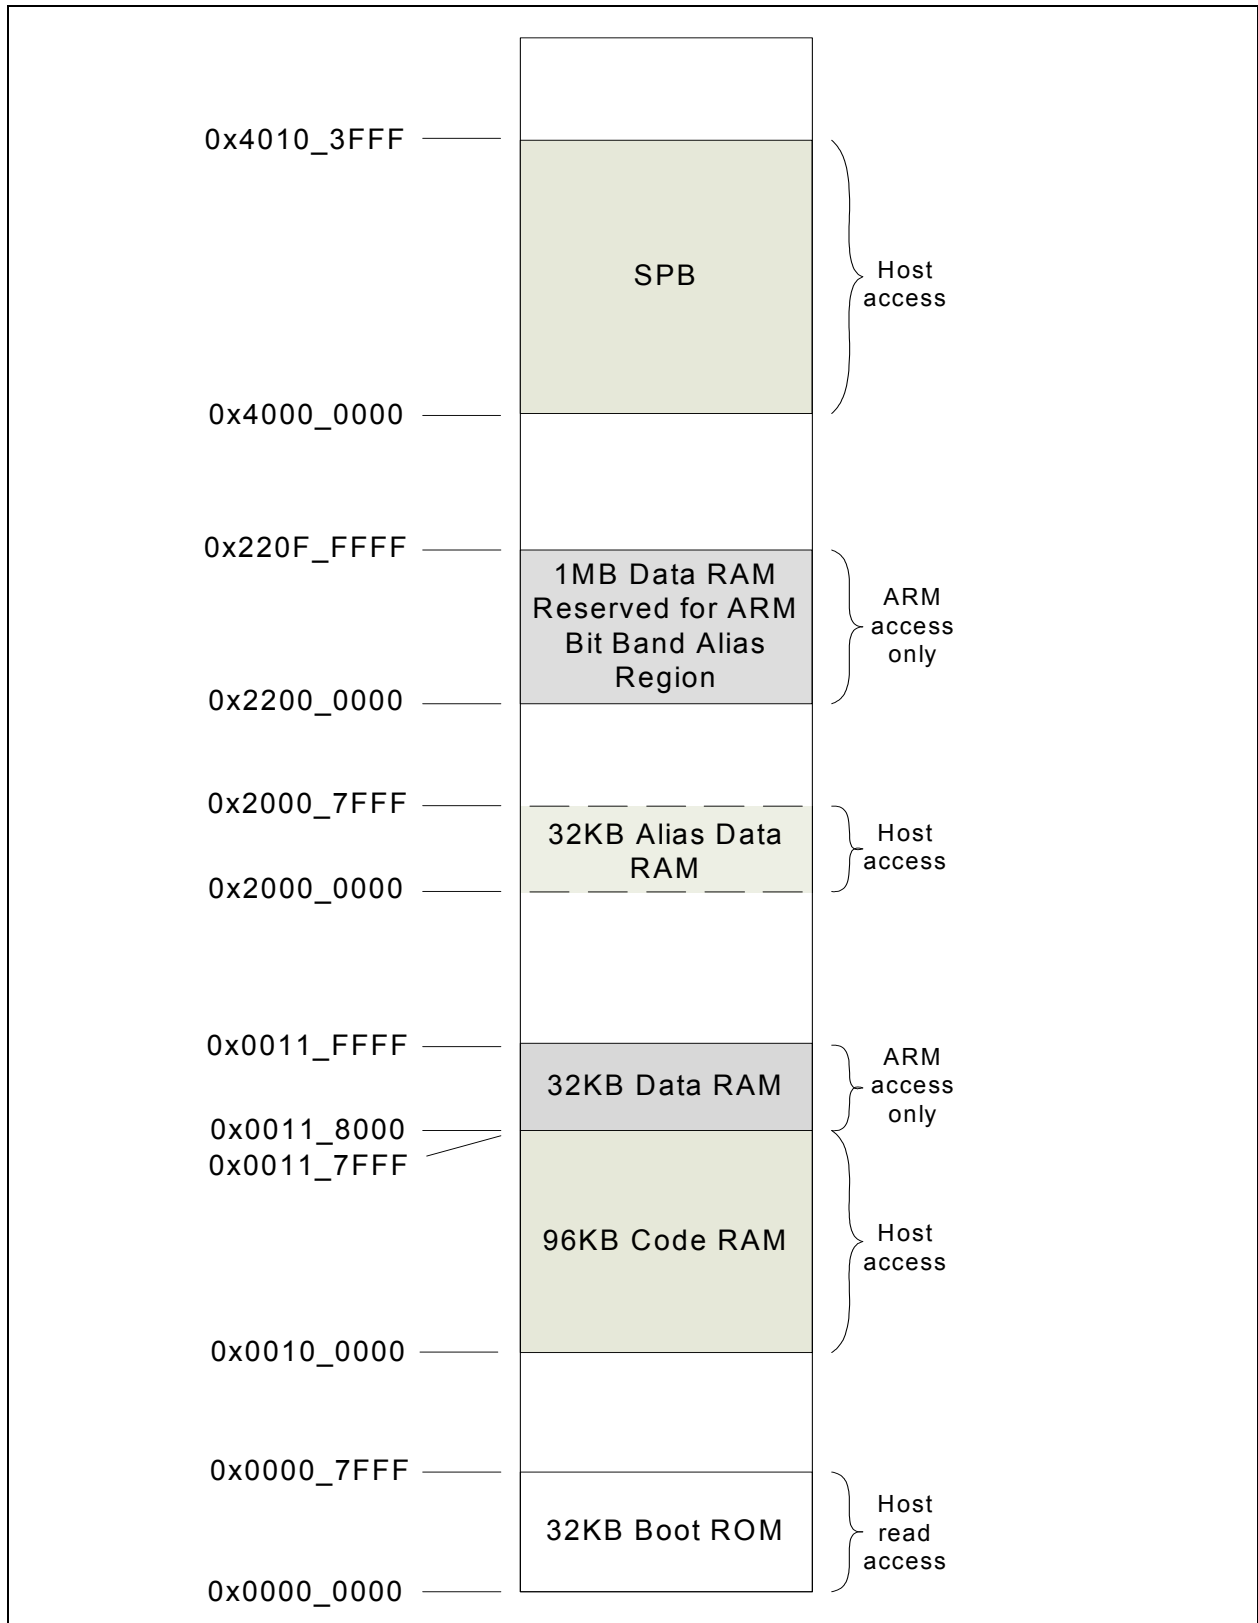 0x4010_3FFF
SPB
Host
access
0x4000_0000
0x220F_FFFF
1MB Data RAM
Reserved for ARM
Bit Band Alias
Region
ARM
access
only
0x2200_0000
0x2000_7FFF
32KB Alias Data
RAM
Host
access
0x2000_0000
0x0011_FFFF
32KB Data RAM
ARM
access
only
0x0011_8000
0x0011_7FFF
96KB Code RAM
Host
access
0x0010_0000
0x0000_7FFF
32KB Boot ROM
Host
read
access
0x0000_0000